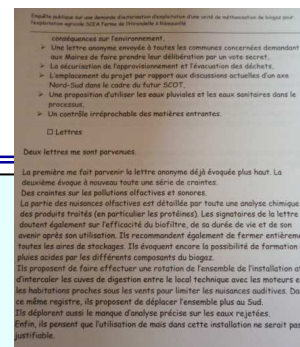 Enquête publique sur une demande d'autorisation d'exploitation d'une unité de méthanisation de biogaz pour
l'exploitation agricole SCEA Ferme de l'Hirondelle à Râmecourt
conséquences sur l'environnement,
➢ Une lettre anonyme envoyée à toutes les communes concernées demandant
aux Maires de faire prendre leur délibération par un vote secret,
➢ La sécurisation de l'approvisionnement et l'évacuation des déchets,
➢ L'emplacement du projet par rapport aux discussions actuelles d'un axe
Nord-Sud dans le cadre du futur SCOT,
➢ Une proposition d'utiliser les eaux pluviales et les eaux sanitaires dans le
processus,
➢ Un contrôle irréprochable des matières entrantes.
☐ Lettres
Deux lettres me sont parvenues.
La première me fait parvenir la lettre anonyme déjà évoquée plus haut. La
deuxième évoque à nouveau toute une série de craintes.
Des craintes sur les pollutions olfactives et sonores.
La partie des nuisances olfactives est détaillée par toute une analyse chimique
des produits traités (en particulier les protéines). Les signataires de la lettre
doutent également sur l'efficacité du biofiltre, de sa durée de vie et de son
avenir après son utilisation. Ils recommandent également de fermer entièreme
toutes les aires de stockages. Ils évoquent encore la possibilité de formation
pluies acides par les différents composants du biogaz.
Ils proposent de faire effectuer une rotation de l'ensemble de l'installation af
d'intercaler les cuves de digestion entre le local technique avec les moteurs e
les habitations proches sous les vents pour limiter les nuisances auditives. Da
ce même registre, ils proposent de déplacer l'ensemble plus au Sud.
Ils déplorent aussi le manque d'analyse précise sur les eaux rejetées.
Enfin, ils pensent que l'utilisation de maïs dans cette installation ne serait pas
justifiable.